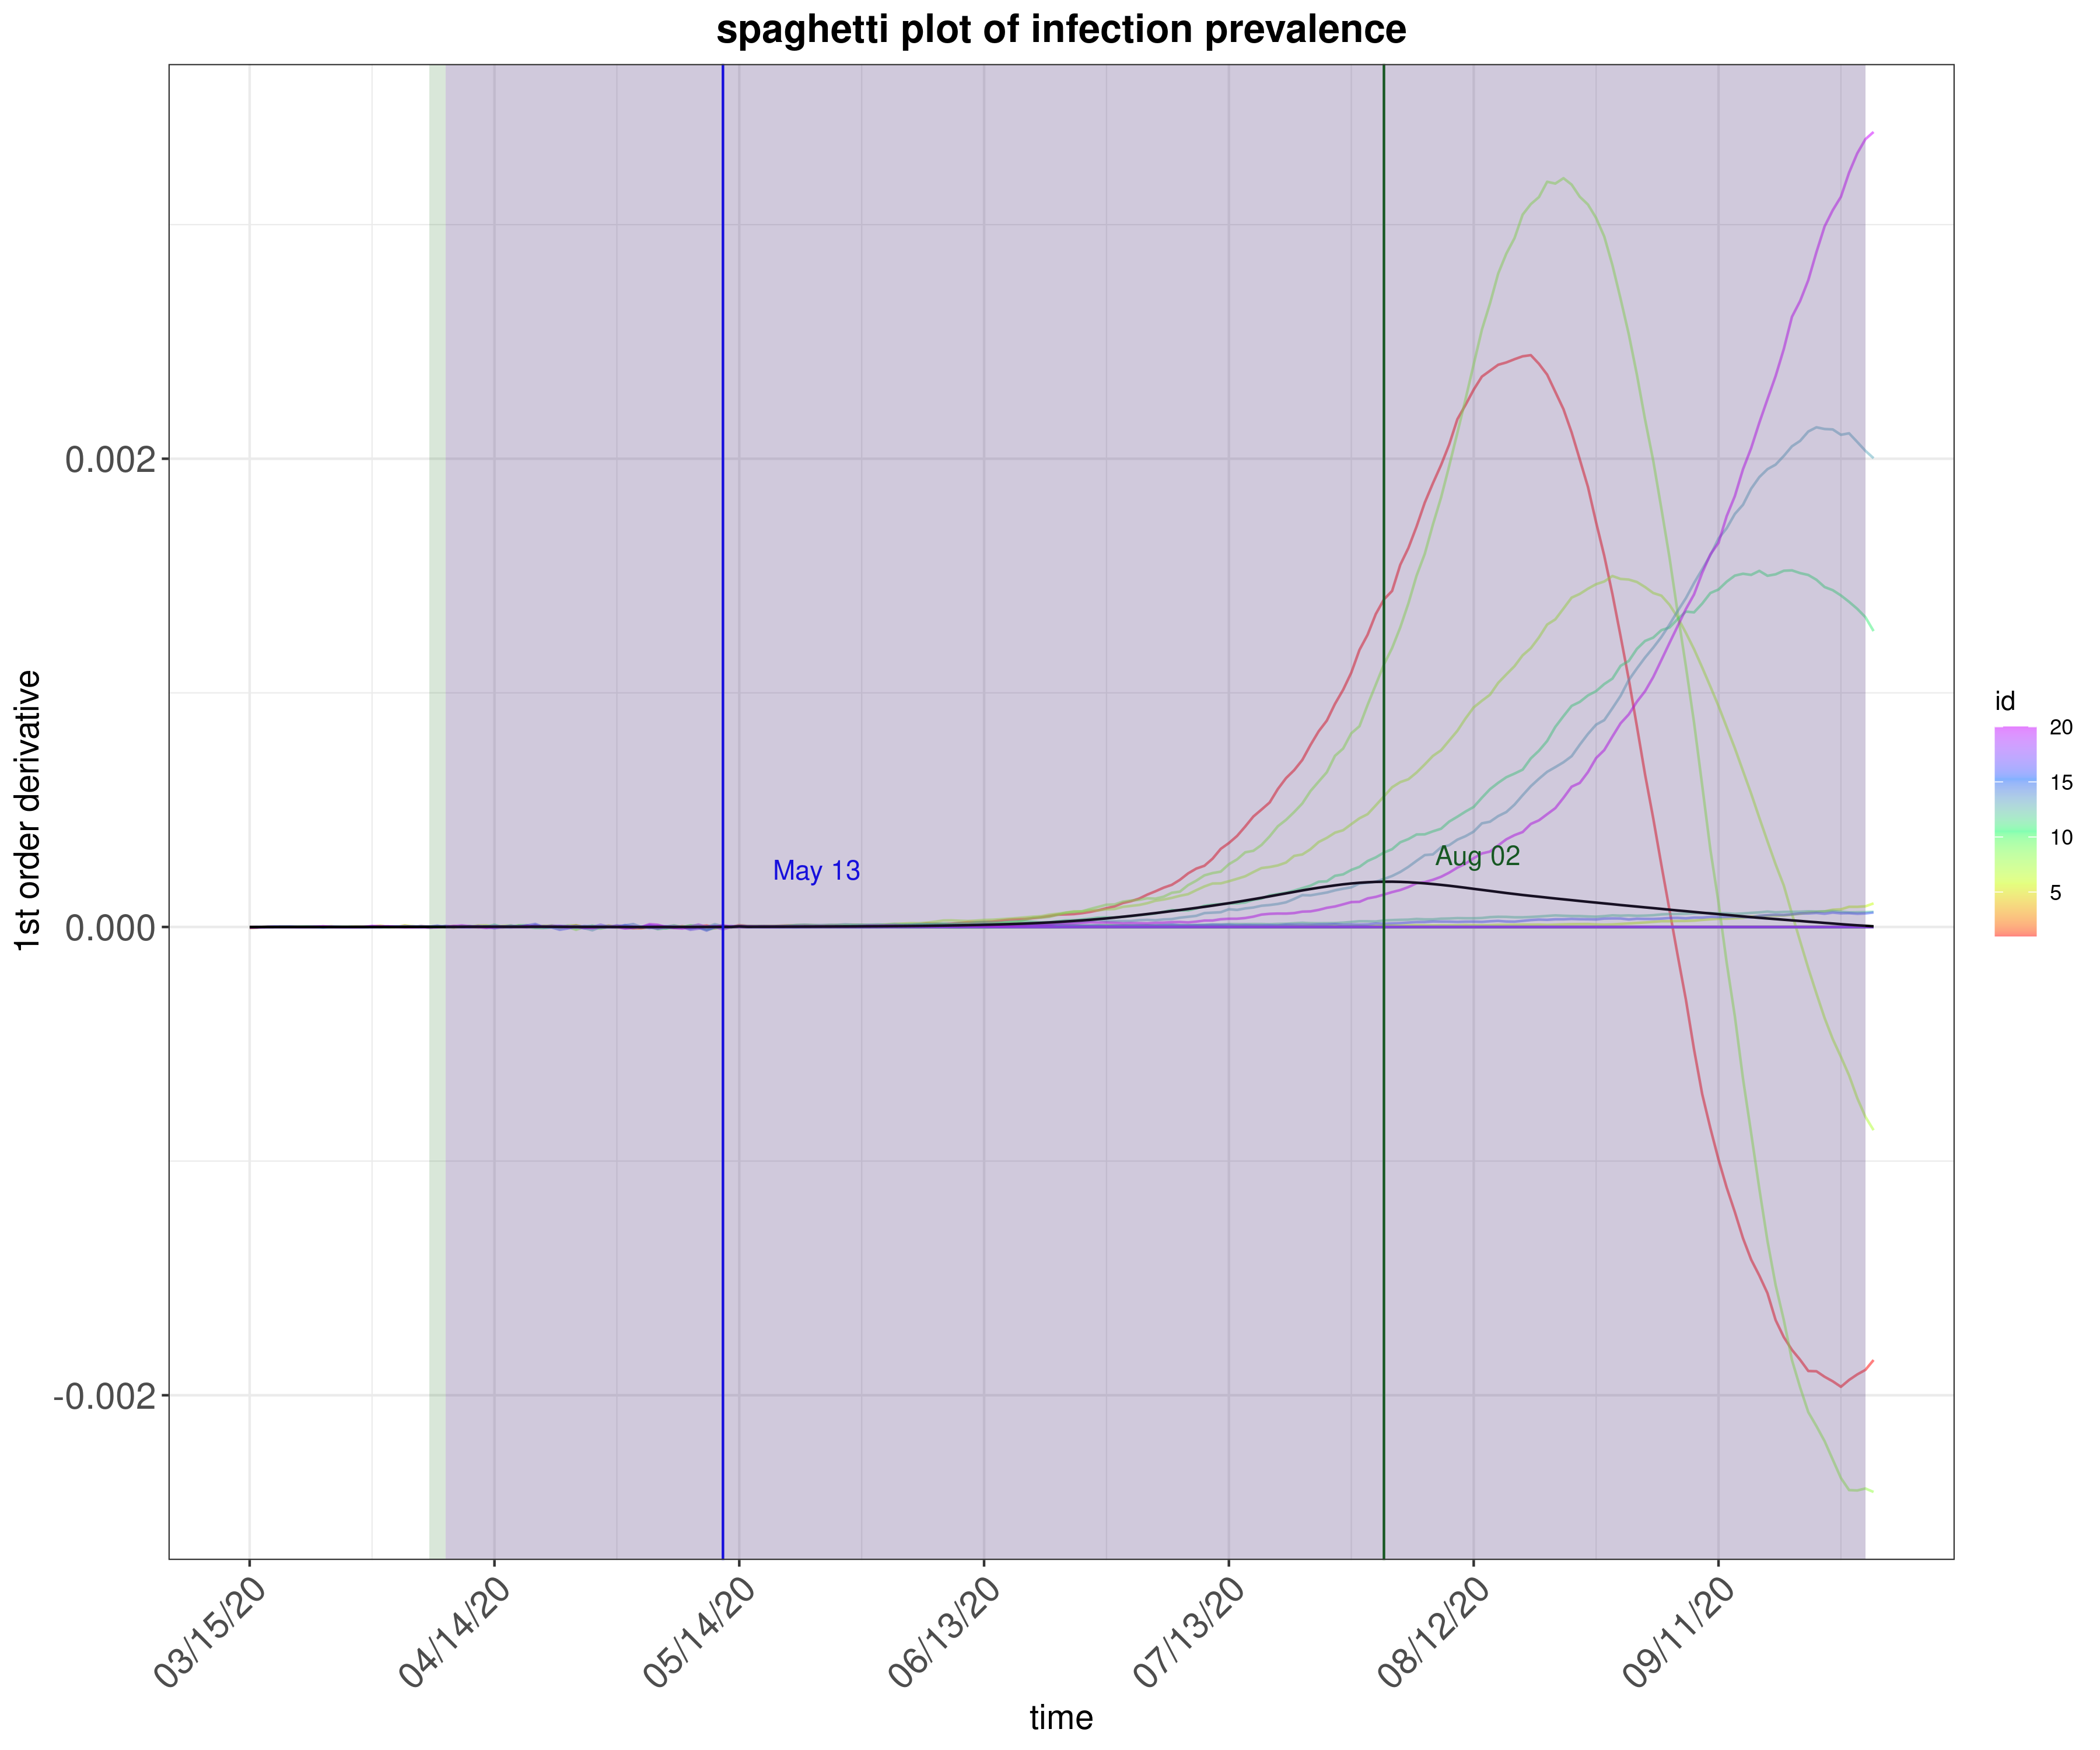 spaghetti plot of infection prevalence
1st order derivative
0.002
0.000
-0.002
May 13
Aug 02
id
20
15
10
5
03/15/20
04/14/20
05/14/20
06/13/20
07/13/20
08/12/20
09/11/20
time